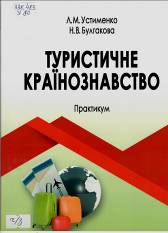 Л.М. Устименко
Н.В. Булгакова
ТУРИСТИЧНЕ
КРАЇНОЗНАВСТВО
Практикум